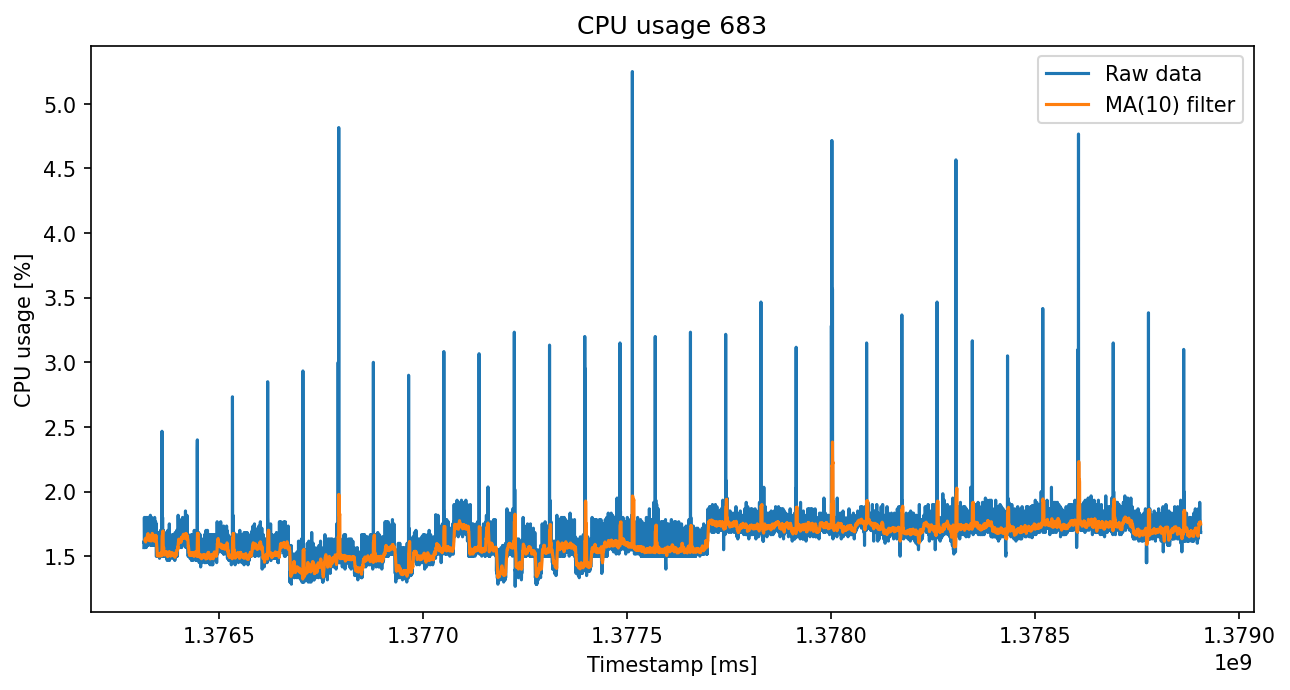 CPU usage 683
Raw data
MA(10) filter
CPU usage [%]
5.0
4.5
4.0
3.5
3.0
2.5
2.0
1.5
1.3765 1.3770 1.3775 1.3780 1.3785 1.3790
1e9
Timestamp [ms]